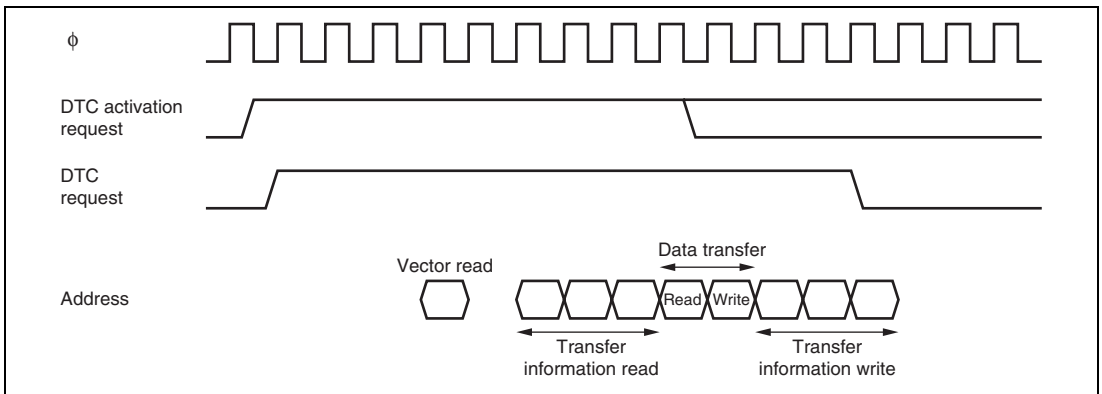 ϕ
DTC activation
request
DTC
request
Data transfer
Vector read
Address
Read
Write
Transfer
information read
Transfer
information write